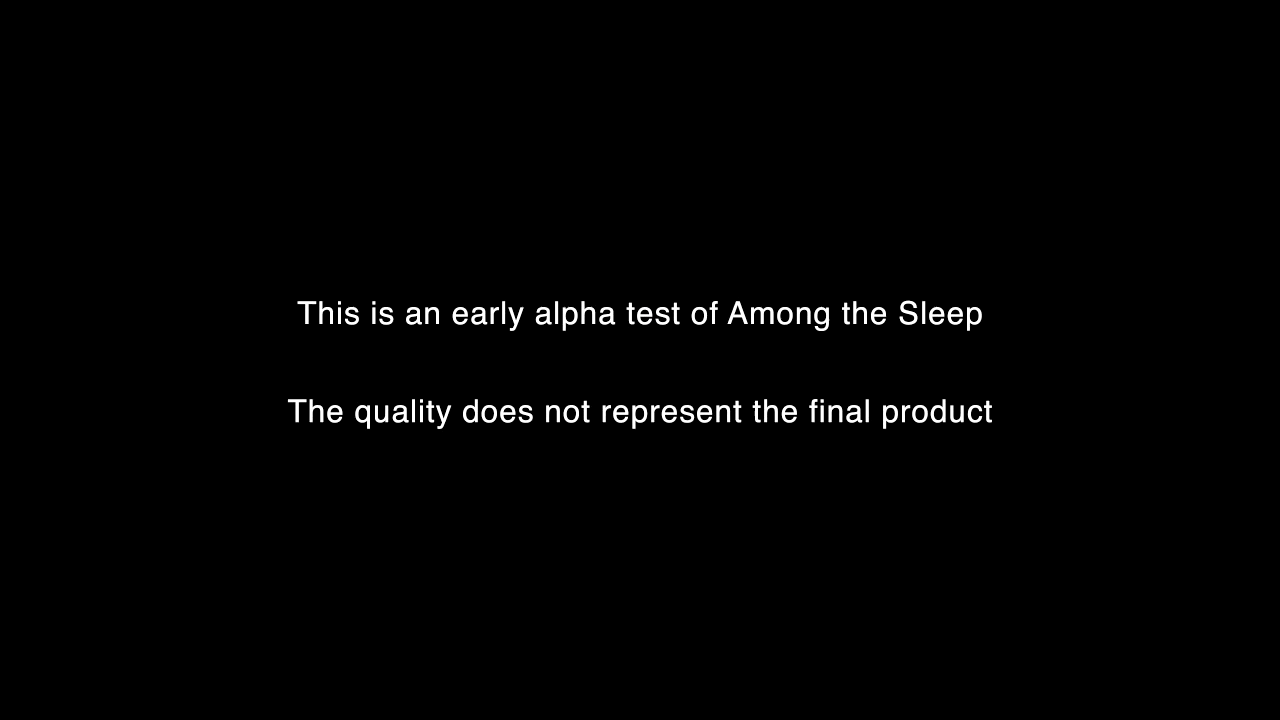 This is an early alpha test of Among the Sleep
The quality does not represent the final product